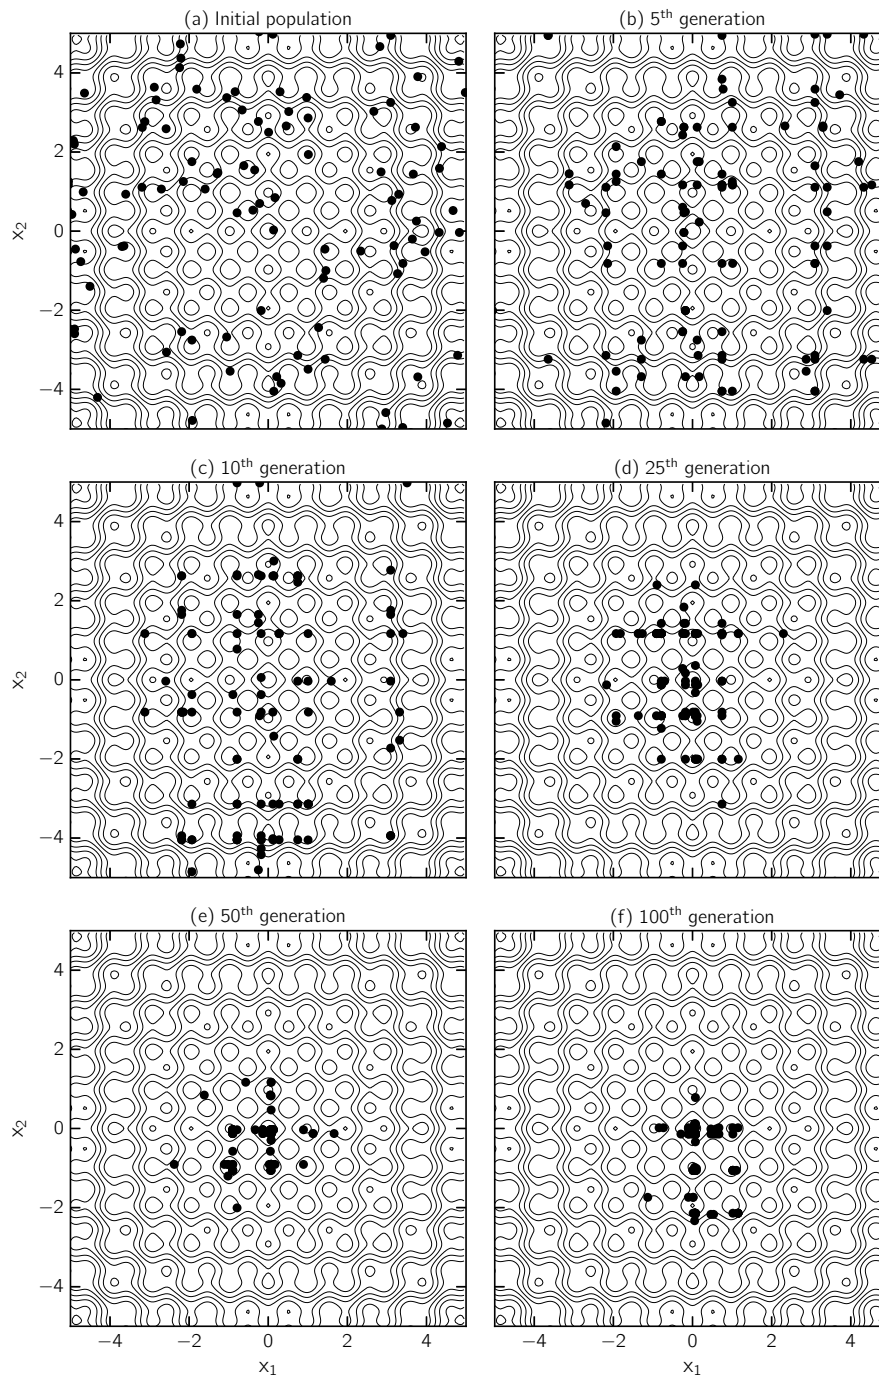 (a) Initial population
(b) 5th generation
4
2
0
−2
−4
x2
(c) 10th generation
(d) 25th generation
4
2
0
−2
−4
x2
(e) 50th generation
(f) 100th generation
4
2
0
−2
−4
x2
−4 −2 0 2 4
−4 −2 0 2 4
x1
x1